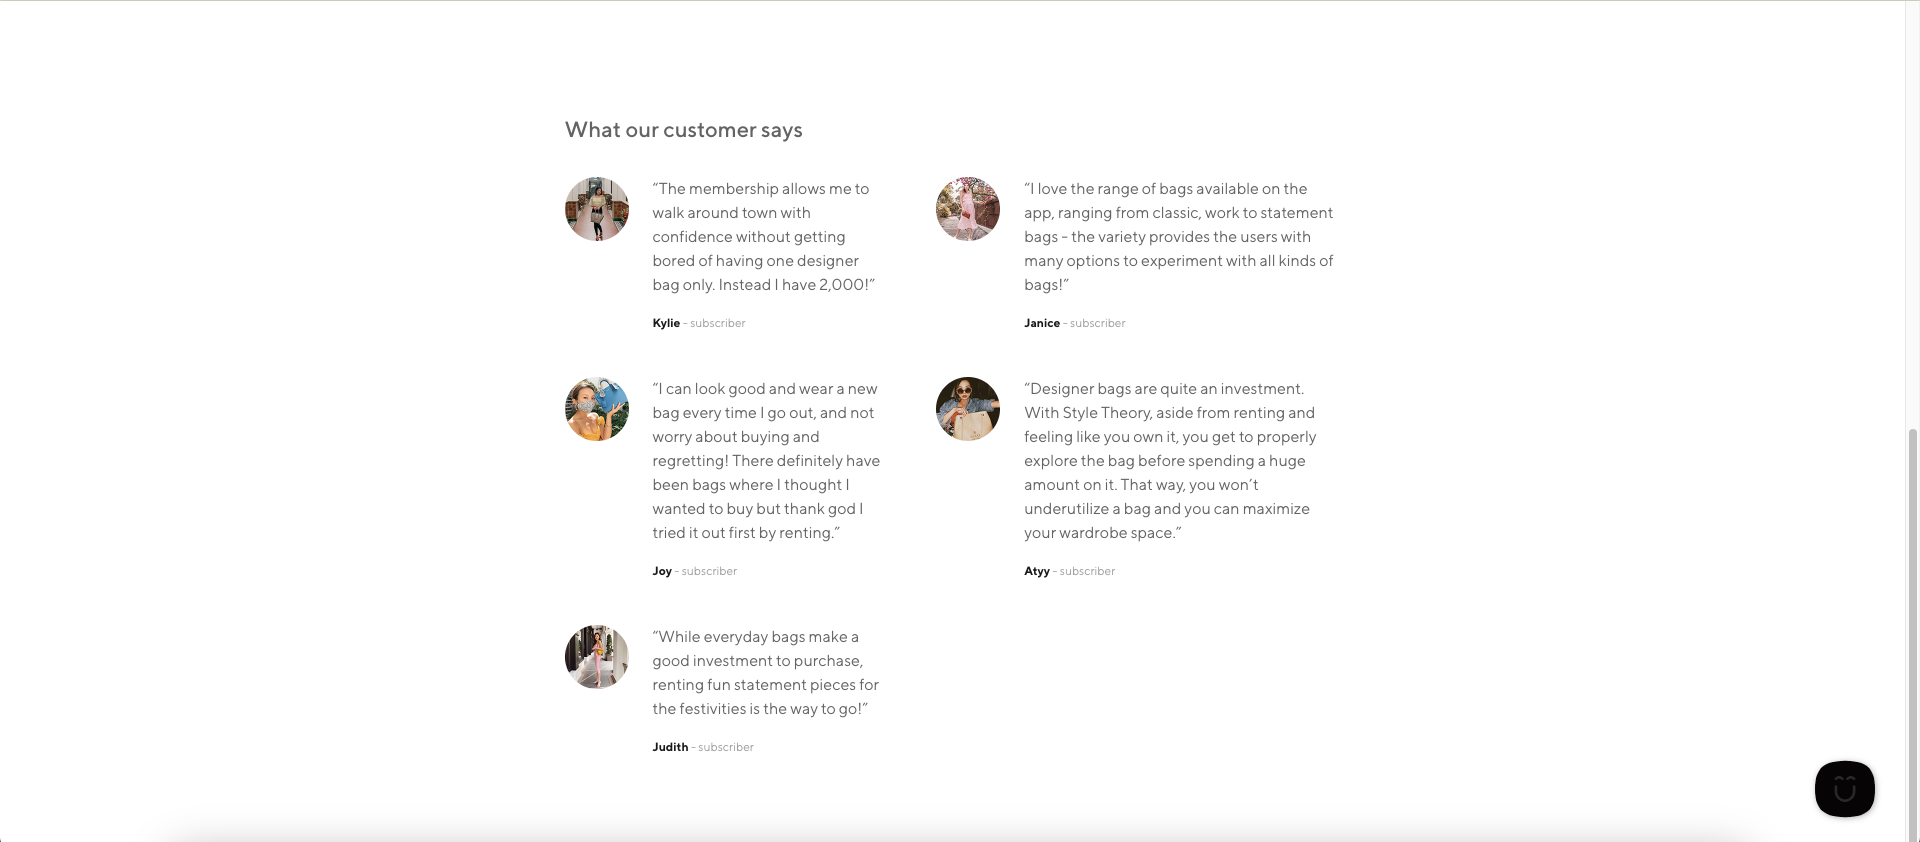 What our customer says
“The membership allows me to
walk around town with
confidence without getting
bored of having one designer
bag only. Instead I have 2,000!”
Kylie - subscriber
“I love the range of bags available on the
app, ranging from classic, work to statement
bags - the variety provides the users with
many options to experiment with all kinds of
bags!”
Janice - subscriber
“I can look good and wear a new
bag every time I go out, and not
worry about buying and
regretting! There definitely have
been bags where I thought I
wanted to buy but thank god I
tried it out first by renting.”
Joy - subscriber
“Designer bags are quite an investment.
With Style Theory, aside from renting and
feeling like you own it, you get to properly
explore the bag before spending a huge
amount on it. That way, you won’t
underutilize a bag and you can maximize
your wardrobe space.”
Atyy - subscriber
“While everyday bags make a
good investment to purchase,
renting fun statement pieces for
the festivities is the way to go!”
Judith - subscriber